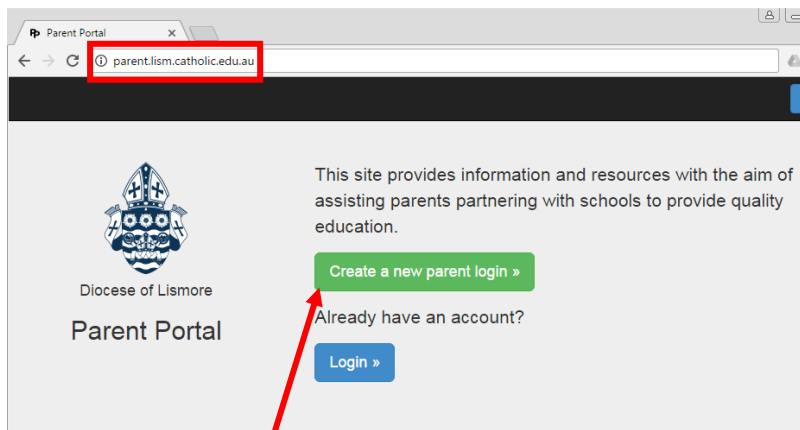 Parent Portal
parent.lism.catholic.edu.au
This site provides information and resources with the aim of
assisting parents partnering with schools to provide quality
education.
Create a new parent login »
Already have an account?
Login »
Diocese of Lismore
Parent Portal